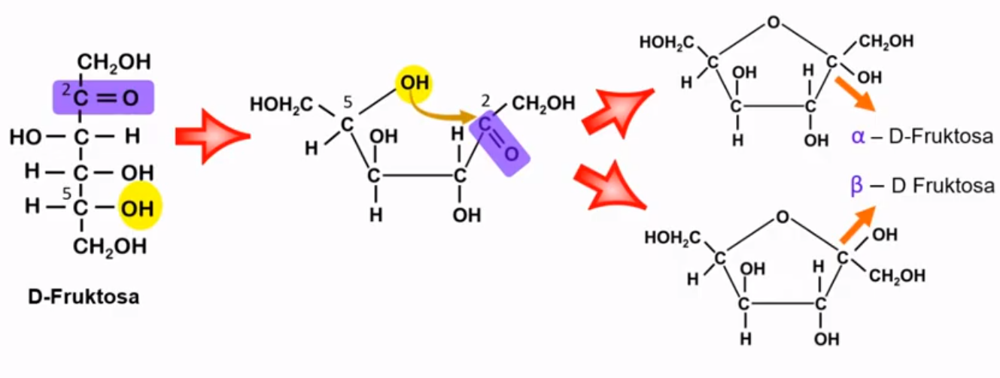 CH₂OH
²C = O
HO – C – H
H – C – OH
5
H – C – OH
CH₂OH
D-Fruktosa
OH
HOH₂C 5 2 CH₂OH
C C
H OH H O
C C
H OH
O
HOH₂C CH₂OH
C C
H OH H OH
C C
H OH
α – D-Fruktosa
β – D Fruktosa
O
HOH₂C OH
C C
H OH H CH₂OH
C C
H OH